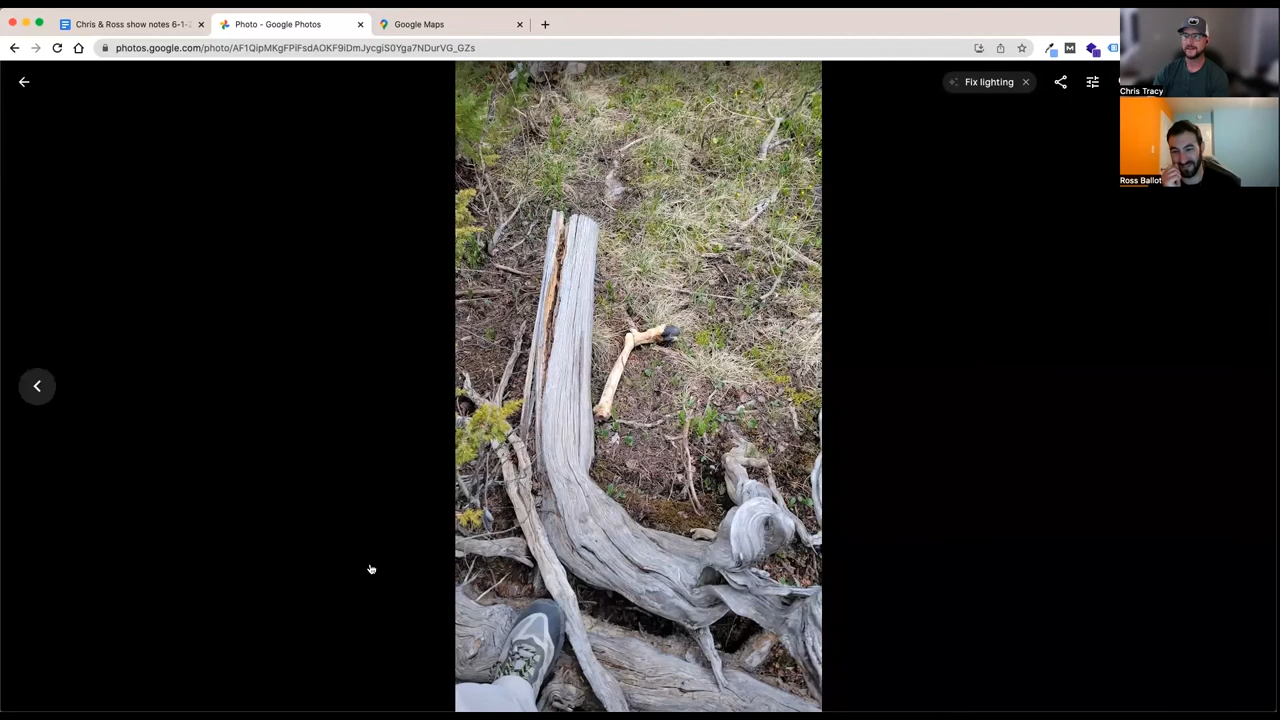 Chris & Ross show notes 6-1-2
Photo - Google Photos
Google Maps
photos.google.com/photo/AF1QipMKgFPiFsdAOKF9iDmJycgiS0Yga7NDurVG_GZs
M
Fix lighting
Chris Tracy
Ross Ballot